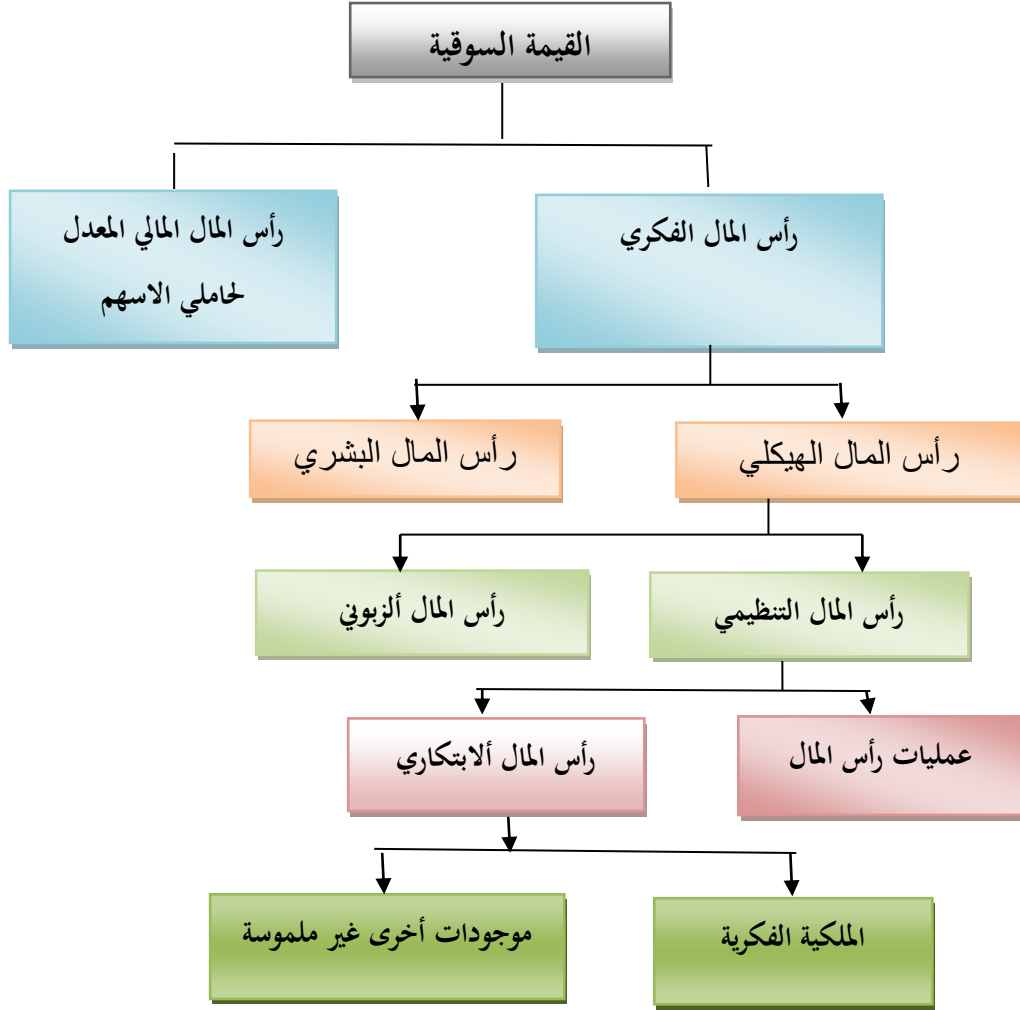 القيمة السوقية
رأس المال الفكري
رأس المال المالي المعدل
لحاملي الاسهم
رأس المال الهيكلي
رأس المال البشري
رأس المال التنظيمي
رأس المال ألزبوني
عمليات رأس المال
رأس المال ألابتكاري
الملكية الفكرية
موجودات أخرى غير ملموسة